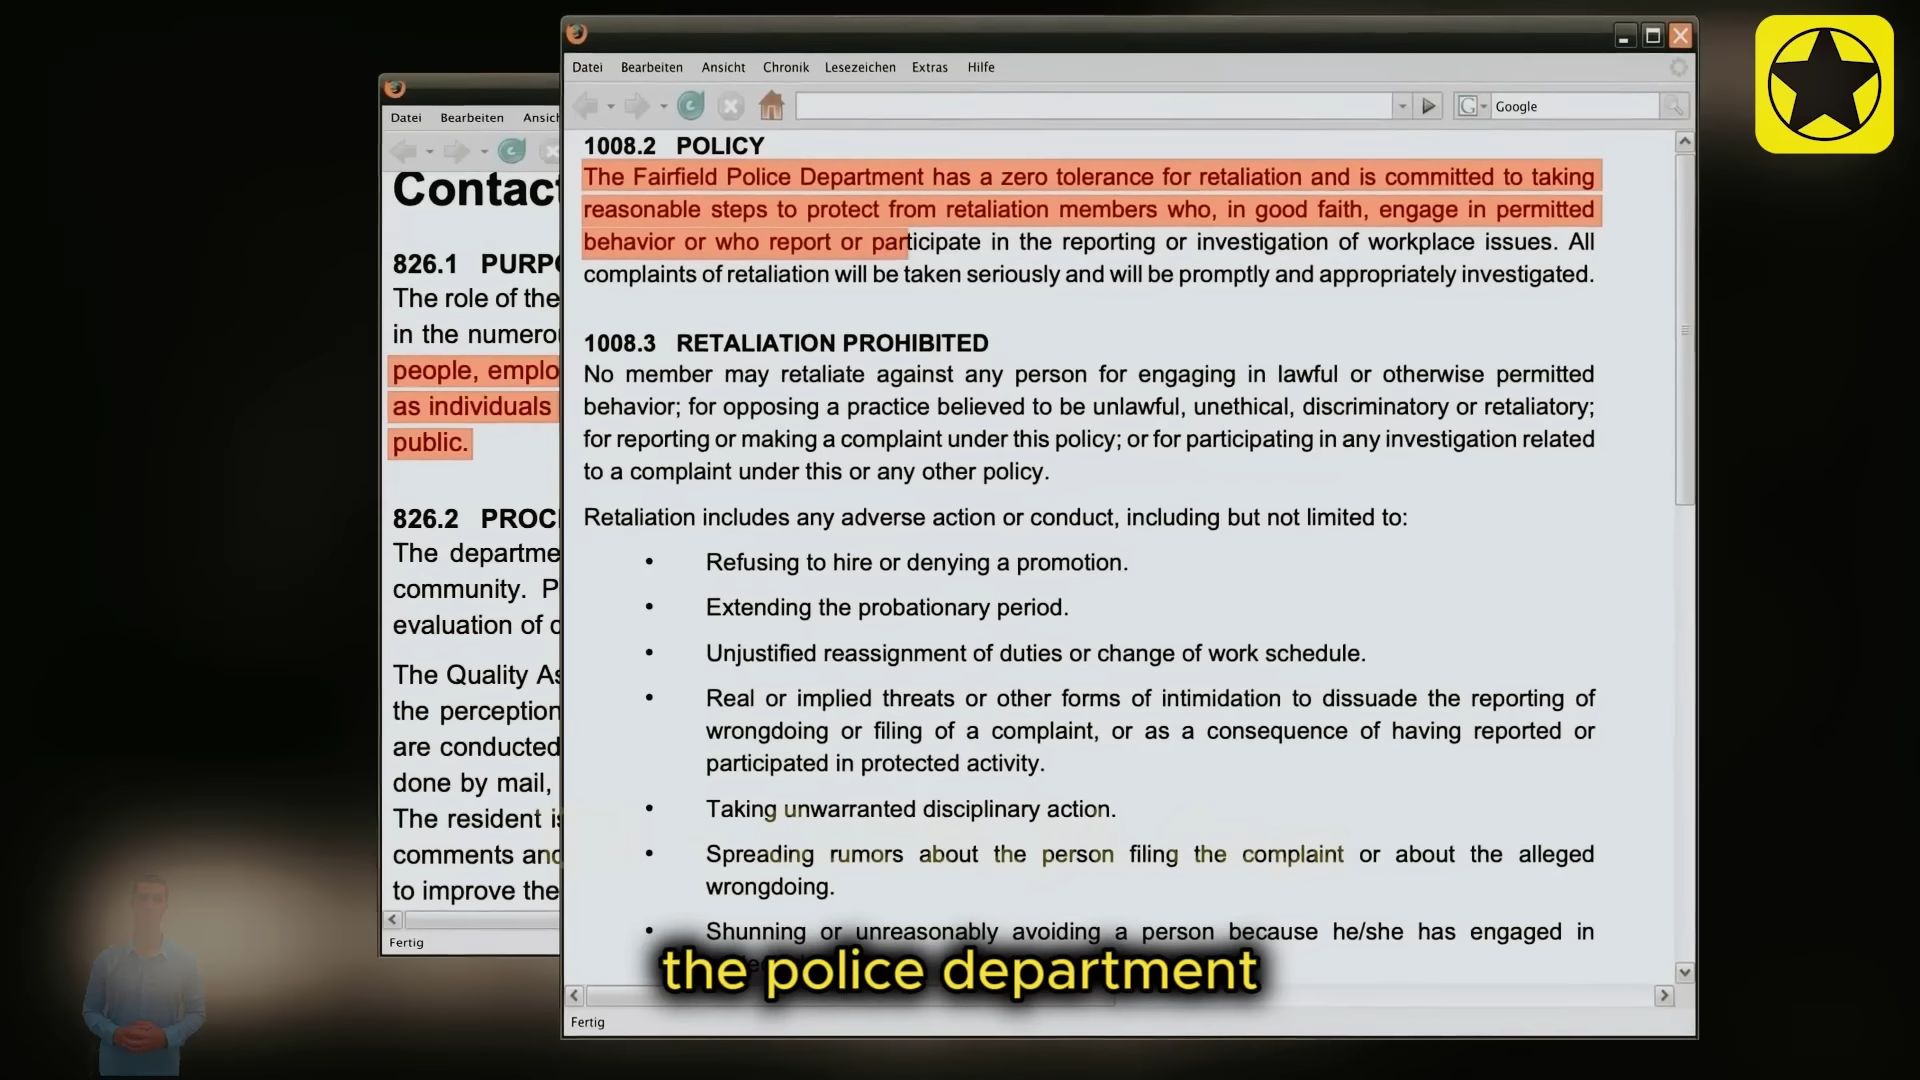 Datei Bearbeiten Ansicht Chronik Lesezeichen Extras Hilfe
Google
1008.2 POLICY
The Fairfield Police Department has a zero tolerance for retaliation and is committed to taking
reasonable steps to protect from retaliation members who, in good faith, engage in permitted
behavior or who report or participate in the reporting or investigation of workplace issues. All
complaints of retaliation will be taken seriously and will be promptly and appropriately investigated.
1008.3 RETALIATION PROHIBITED
No member may retaliate against any person for engaging in lawful or otherwise permitted
behavior; for opposing a practice believed to be unlawful, unethical, discriminatory or retaliatory;
for reporting or making a complaint under this policy; or for participating in any investigation related
to a complaint under this or any other policy.
Retaliation includes any adverse action or conduct, including but not limited to:
• Refusing to hire or denying a promotion.
• Extending the probationary period.
• Unjustified reassignment of duties or change of work schedule.
• Real or implied threats or other forms of intimidation to dissuade the reporting of
wrongdoing or filing of a complaint, or as a consequence of having reported or
participated in protected activity.
• Taking unwarranted disciplinary action.
• Spreading rumors about the person filing the complaint or about the alleged
wrongdoing.
• Shunning or unreasonably avoiding a person because he/she has engaged in
Fertig
Datei Bearbeiten
Contact
826.1
The role of the
in the
people,
as individuals
public.
826.2
The
community.
evaluation of
The Quality
the perception
are conducted
done by mail,
The resident
comments
to improve the
Fertig
the police department